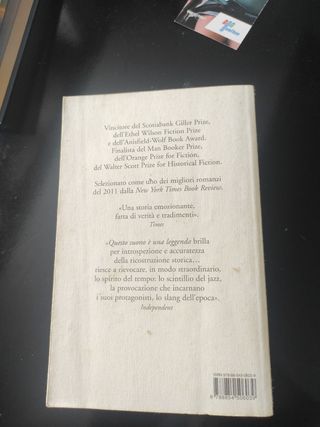 Vincitore del Scotiabank Giller Prize,
dell'Ethel Wilson Fiction Prize
e dell'Anisfield-Wolf Book Award.
Finalista del Man Booker Prize,
dell'Orange Prize for Fiction,
del Walter Scott Prize for Historical Fiction.
Selezionato come uno dei migliori romanzi
del 2011 dalla New York Times Book Review.
«Una storia emozionante,
fatta di verità e tradimenti».
Times
«Questo suono è una leggenda brilla
per introspezione e accuratezza
della ricostruzione storica...
riesce a rievocare, in modo straordinario,
lo spirito del tempo: lo scintillio del jazz,
la provocazione che incarnano
i suoi protagonisti, lo slang dell'epoca».
Independent